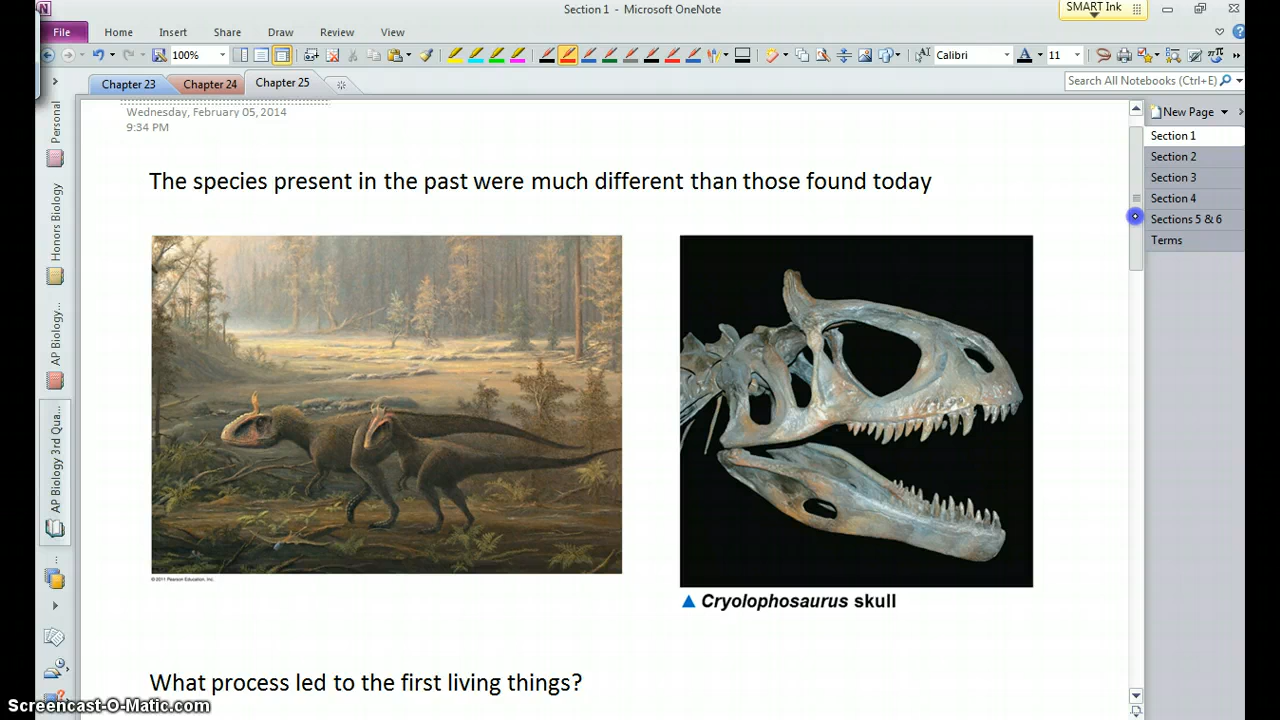 Section 1 - Microsoft OneNote
SMART Ink
File Home Insert Share Draw Review View
100%
Calibri 11
Chapter 23 Chapter 24 Chapter 25
Search All Notebooks (Ctrl+E)
Wednesday, February 05, 2014
9:34 PM
New Page
Section 1
Section 2
Section 3
Section 4
Sections 5 & 6
Terms
Personal
Honors Biology
AP Biology...
AP Biology 3rd Qua...
The species present in the past were much different than those found today
© 2011 Pearson Education, Inc.
▲ Cryolophosaurus skull
What process led to the first living things?
Screencast-O-Matic.com